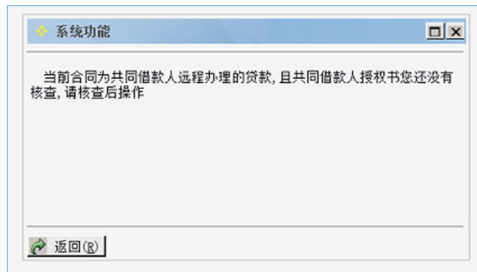 系统功能
当前合同为共同借款人远程办理的贷款,且共同借款人授权书您还没有
核查,请核查后操作
返回(R)